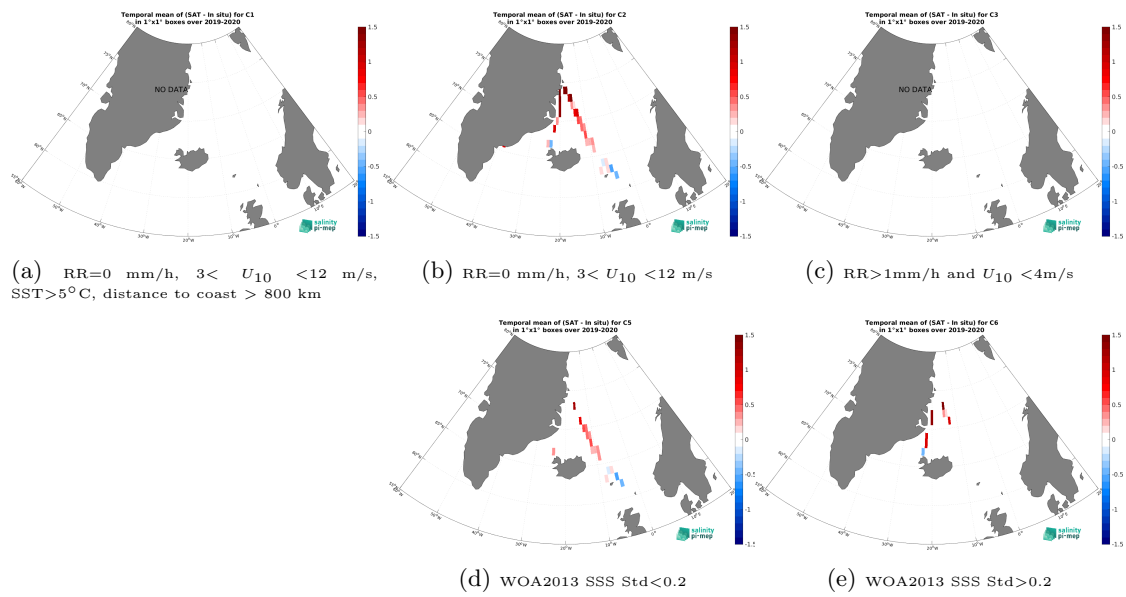 Temporal mean of (SAT - In situ) for C1
in 1°x1° boxes over 2019-2020
NO DATA
1.5
1
0.5
0
-0.5
-1
-1.5
salinity
pi-mep
(a) RR=0 mm/h, 3< U10 <12 m/s,
SST>5°C, distance to coast > 800 km
Temporal mean of (SAT - In situ) for C2
in 1°x1° boxes over 2019-2020
1.5
1
0.5
0
-0.5
-1
-1.5
salinity
pi-mep
(b) RR=0 mm/h, 3< U10 <12 m/s
Temporal mean of (SAT - In situ) for C3
in 1°x1° boxes over 2019-2020
NO DATA
1.5
1
0.5
0
-0.5
-1
-1.5
salinity
pi-mep
(c) RR>1mm/h and U10 <4m/s
Temporal mean of (SAT - In situ) for C5
in 1°x1° boxes over 2019-2020
1.5
1
0.5
0
-0.5
-1
-1.5
salinity
pi-mep
(d) WOA2013 SSS Std<0.2
Temporal mean of (SAT - In situ) for C6
in 1°x1° boxes over 2019-2020
1.5
1
0.5
0
-0.5
-1
-1.5
salinity
pi-mep
(e) WOA2013 SSS Std>0.2